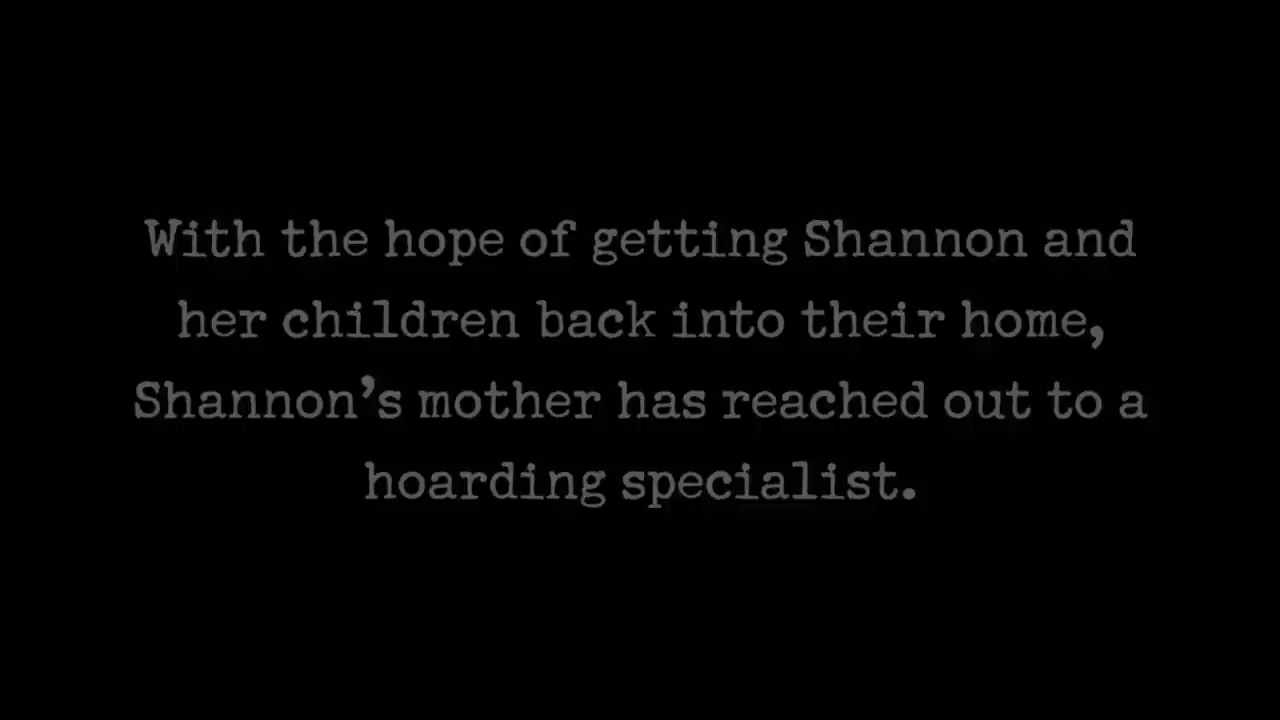 With the hope of getting Shannon and
her children back into their home,
Shannon’s mother has reached out to a
hoarding specialist.